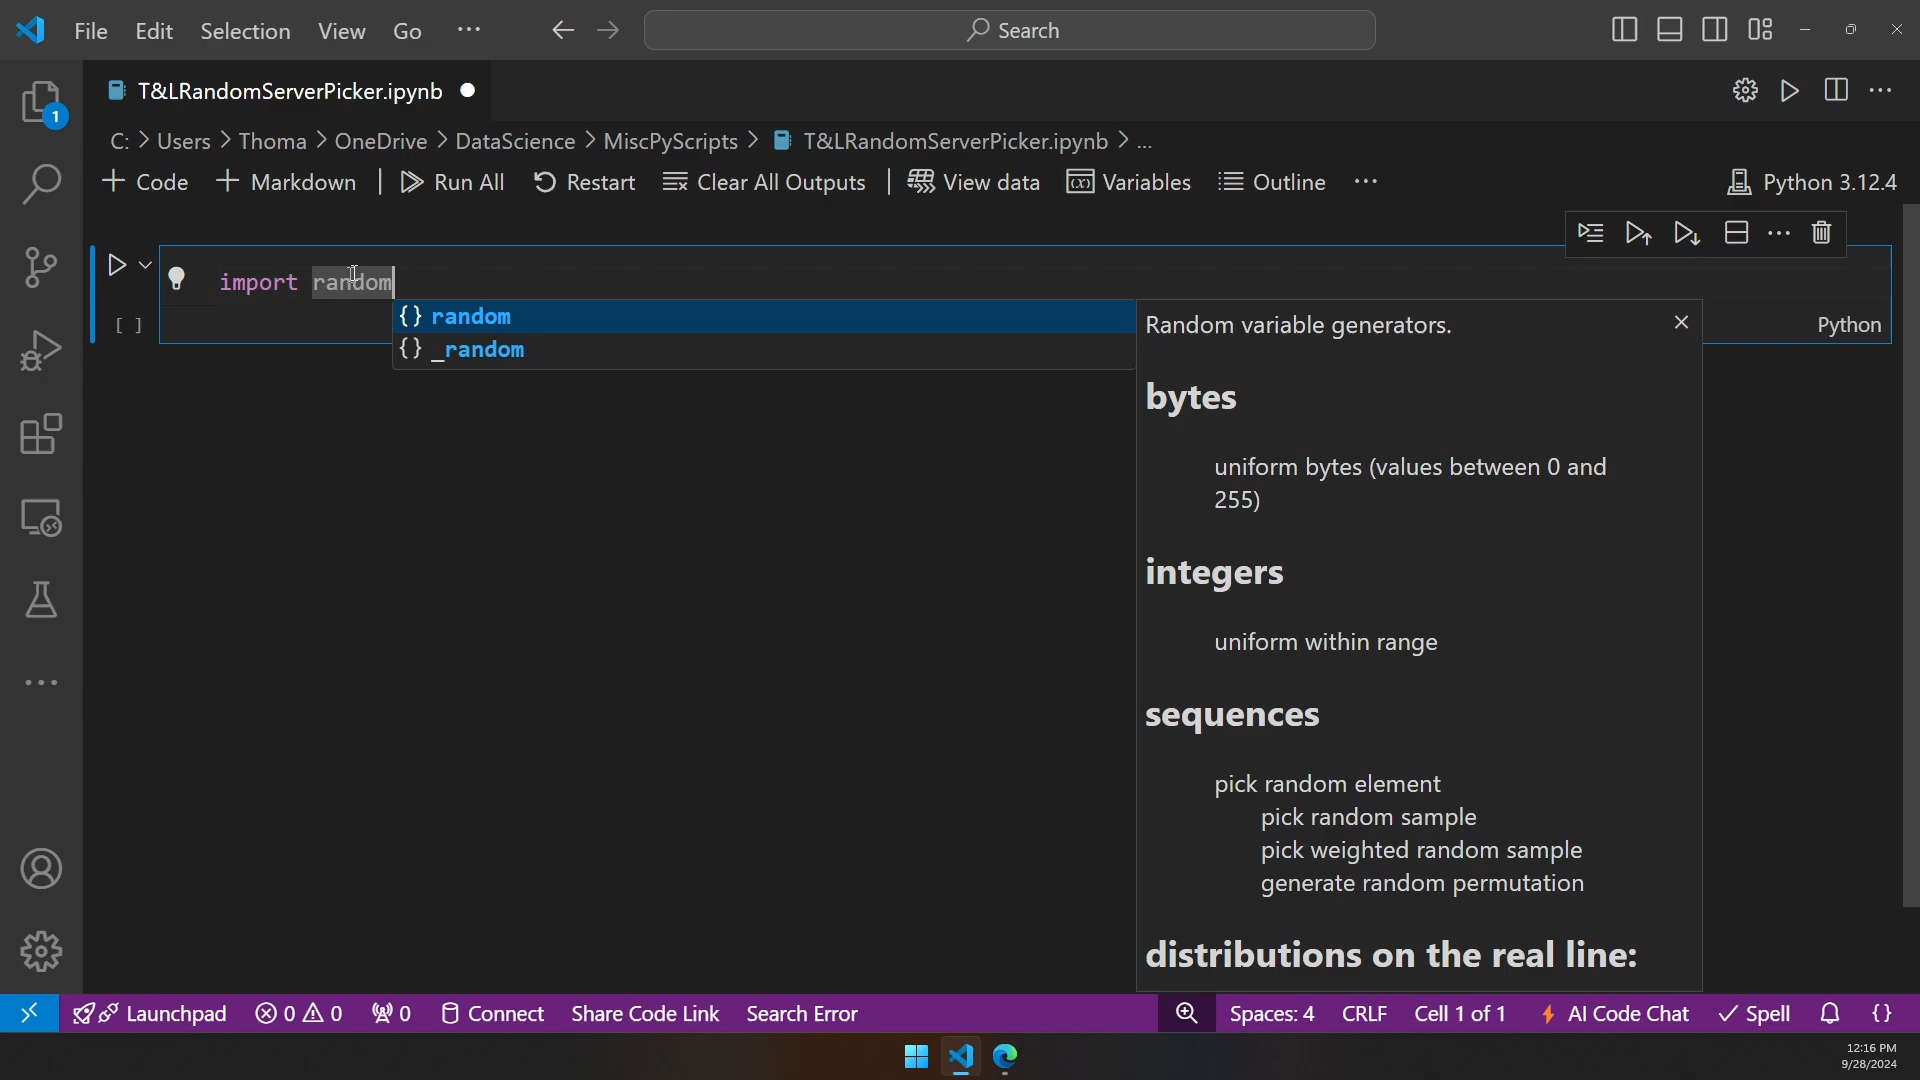 File Edit Selection View Go ··· Search
T&LRandomServerPicker.ipynb
C: > Users > Thoma > OneDrive > DataScience > MiscPyScripts > T&LRandomServerPicker.ipynb > ...
1
+ Code + Markdown | Run All Restart Clear All Outputs | View data (x) Variables Outline ··· Python 3.12.4
import random
[ ]
{} random
{} _random
Python
Random variable generators.
bytes
uniform bytes (values between 0 and
255)
integers
uniform within range
sequences
pick random element
pick random sample
pick weighted random sample
generate random permutation
distributions on the real line:
Launchpad 0 0 0 Connect Share Code Link Search Error Spaces: 4 CRLF Cell 1 of 1 AI Code Chat Spell {}
12:16 PM
9/28/2024